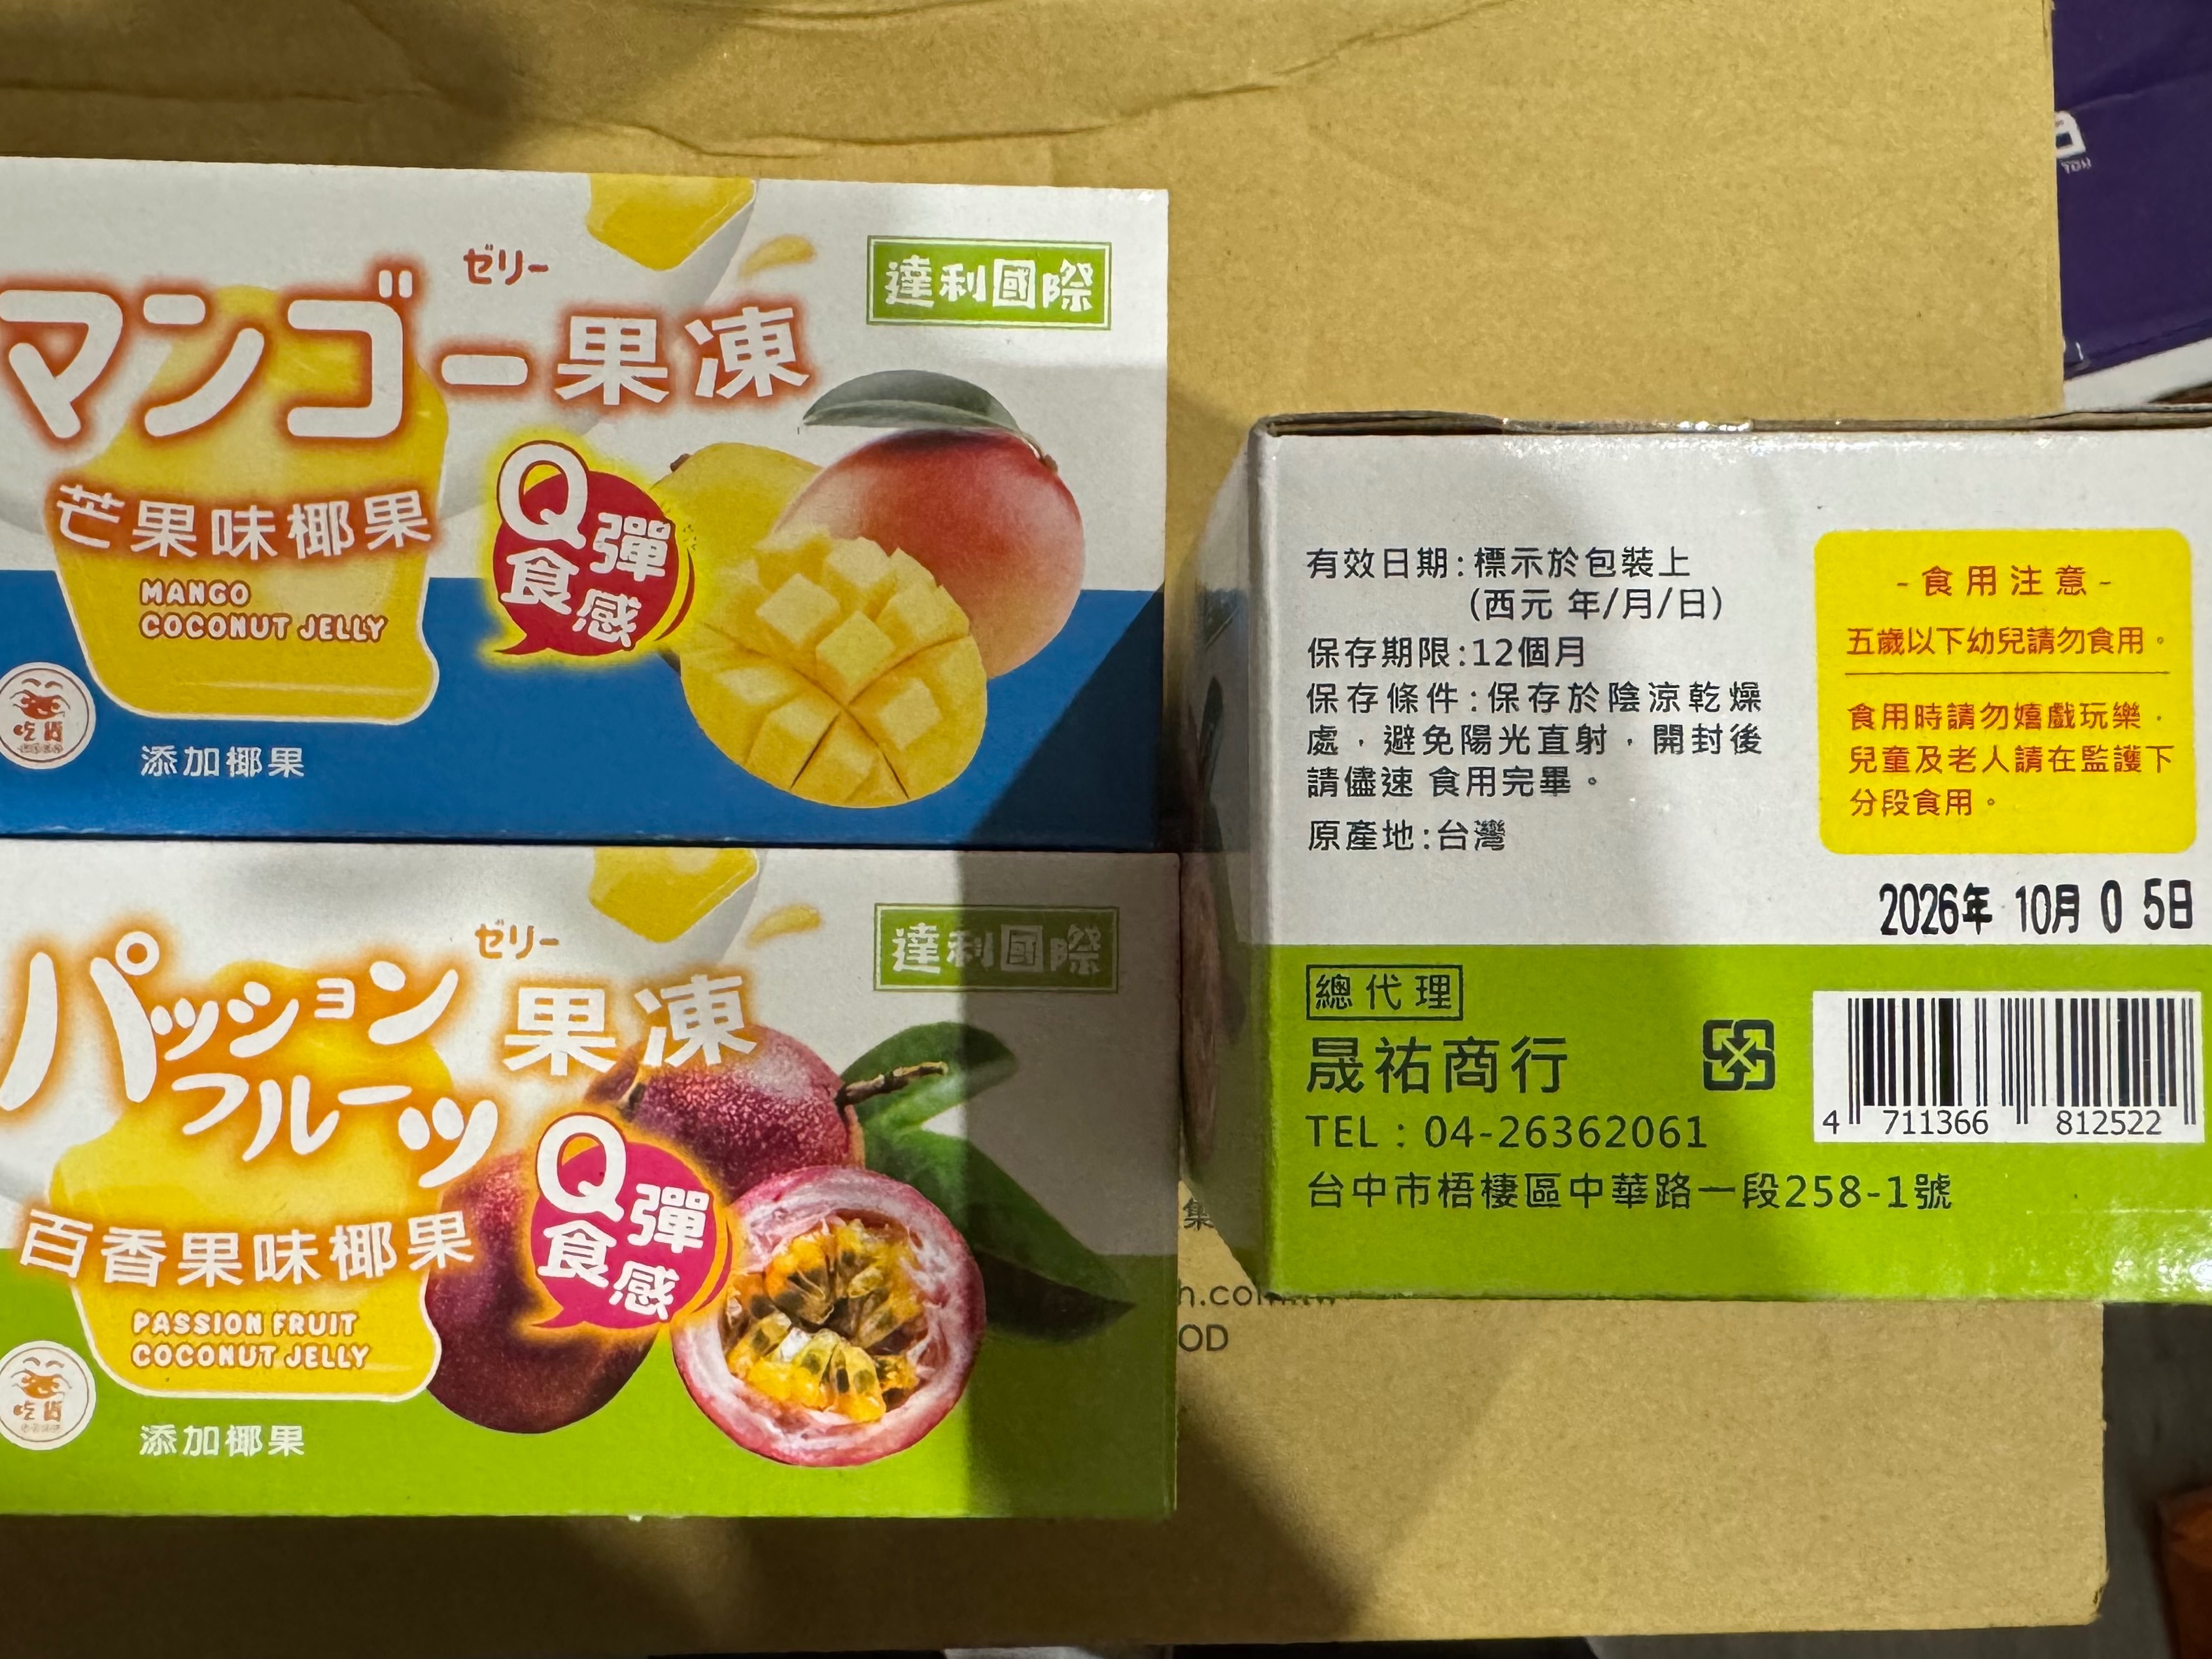 ゼリー
マンゴー果凍
達利國際
芒果味椰果
MANGO
COCONUT JELLY
Q彈
食感
吃貨
添加椰果
ゼリー
パッション
フルーツ
果凍
達利國際
百香果味椰果
PASSION FRUIT
COCONUT JELLY
Q彈
食感
吃貨
添加椰果
有效日期:標示於包裝上
(西元 年/月/日)
保存期限:12個月
保存條件:保存於陰涼乾燥
處，避免陽光直射，開封後
請儘速 食用完畢。
原產地:台灣
-食用注意-
五歲以下幼兒請勿食用。
食用時請勿嬉戲玩樂，
兒童及老人請在監護下
分段食用。
2026年 10月 0 5日
總代理
晟祐商行
TEL：04-26362061
台中市梧棲區中華路一段258-1號
4 711366 812522
集
h.com.tw
OD